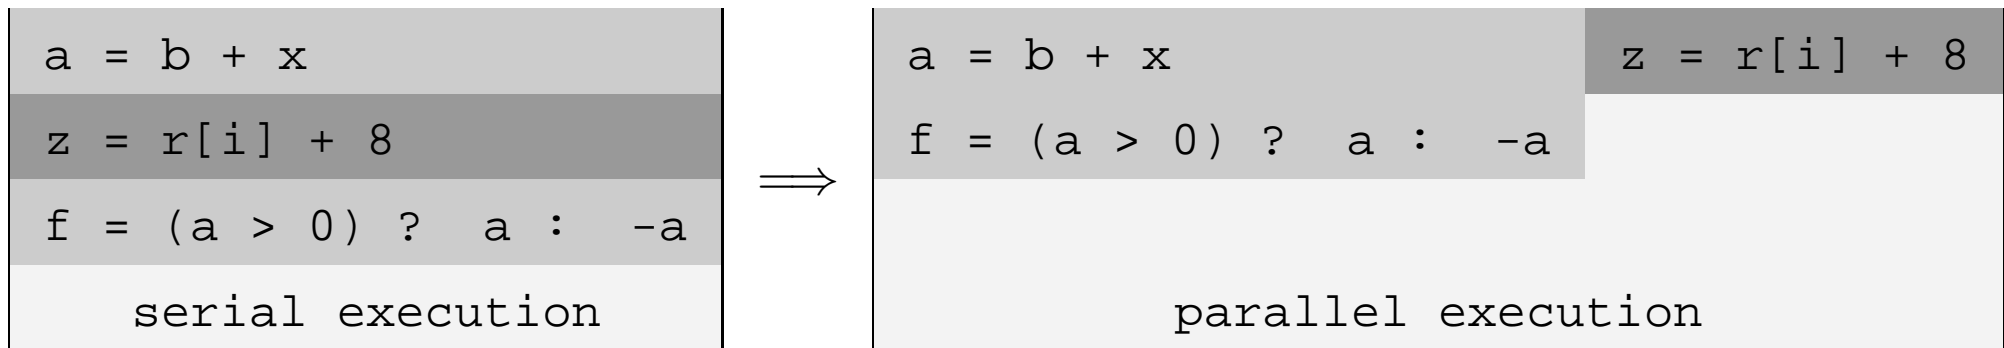 a = b + x
z = r[i] + 8
f = (a > 0) ? a : -a
serial execution
⟹
a = b + x z = r[i] + 8
f = (a > 0) ? a : -a
parallel execution